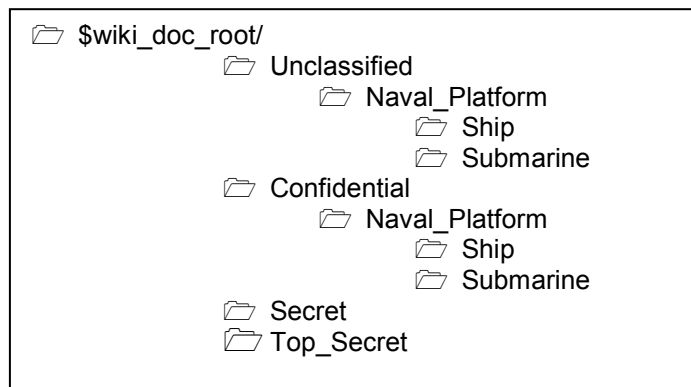 $wiki_doc_root/
Unclassified
Naval_Platform
Ship
Submarine
Confidential
Naval_Platform
Ship
Submarine
Secret
Top_Secret